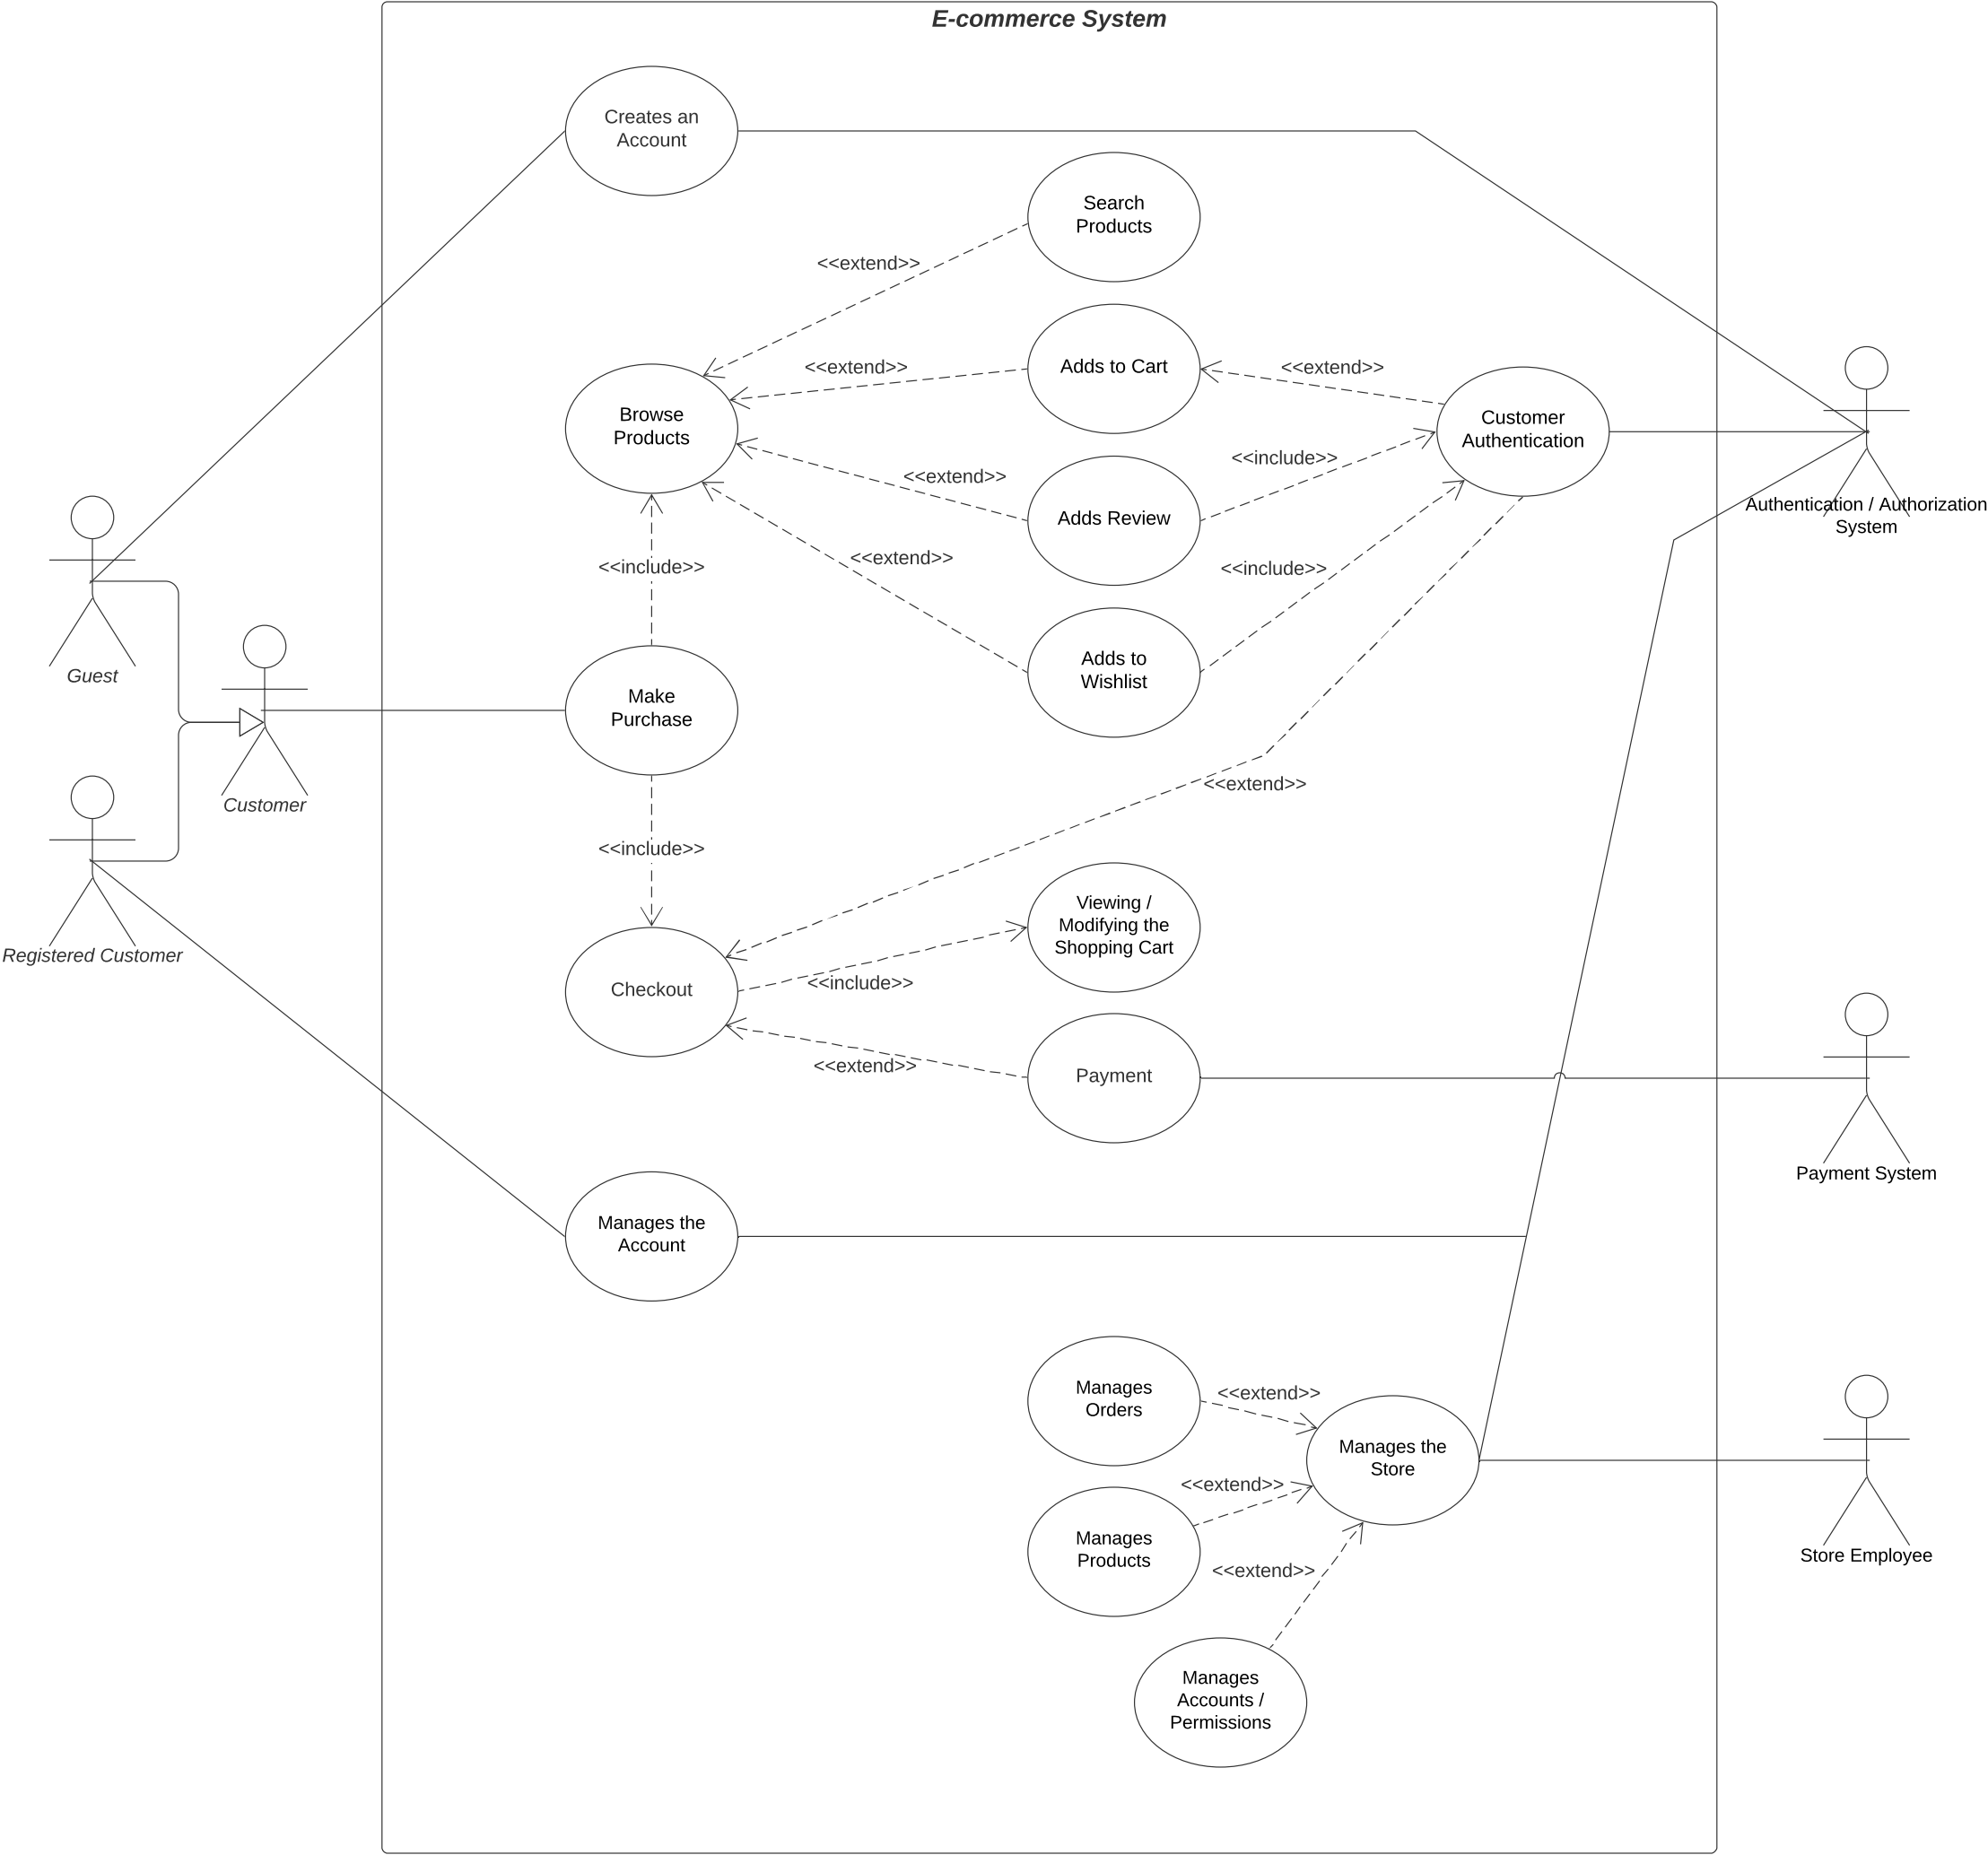 E-commerce System
Creates an
Account
Search
Products
<<extend>>
Adds to Cart
<<extend>>
<<extend>>
Browse
Products
Customer
Authentication
<<extend>>
<<include>>
Adds Review
Authentication / Authorization
System
<<extend>>
<<include>>
<<include>>
Guest
Adds to
Wishlist
Make
Purchase
<<extend>>
Customer
<<include>>
Viewing /
Modifying the
Shopping Cart
Registered Customer
Checkout
<<include>>
<<extend>>
Payment
Payment System
Manages the
Account
Manages
Orders
<<extend>>
Manages the
Store
<<extend>>
Manages
Products
Store Employee
<<extend>>
Manages
Accounts /
Permissions